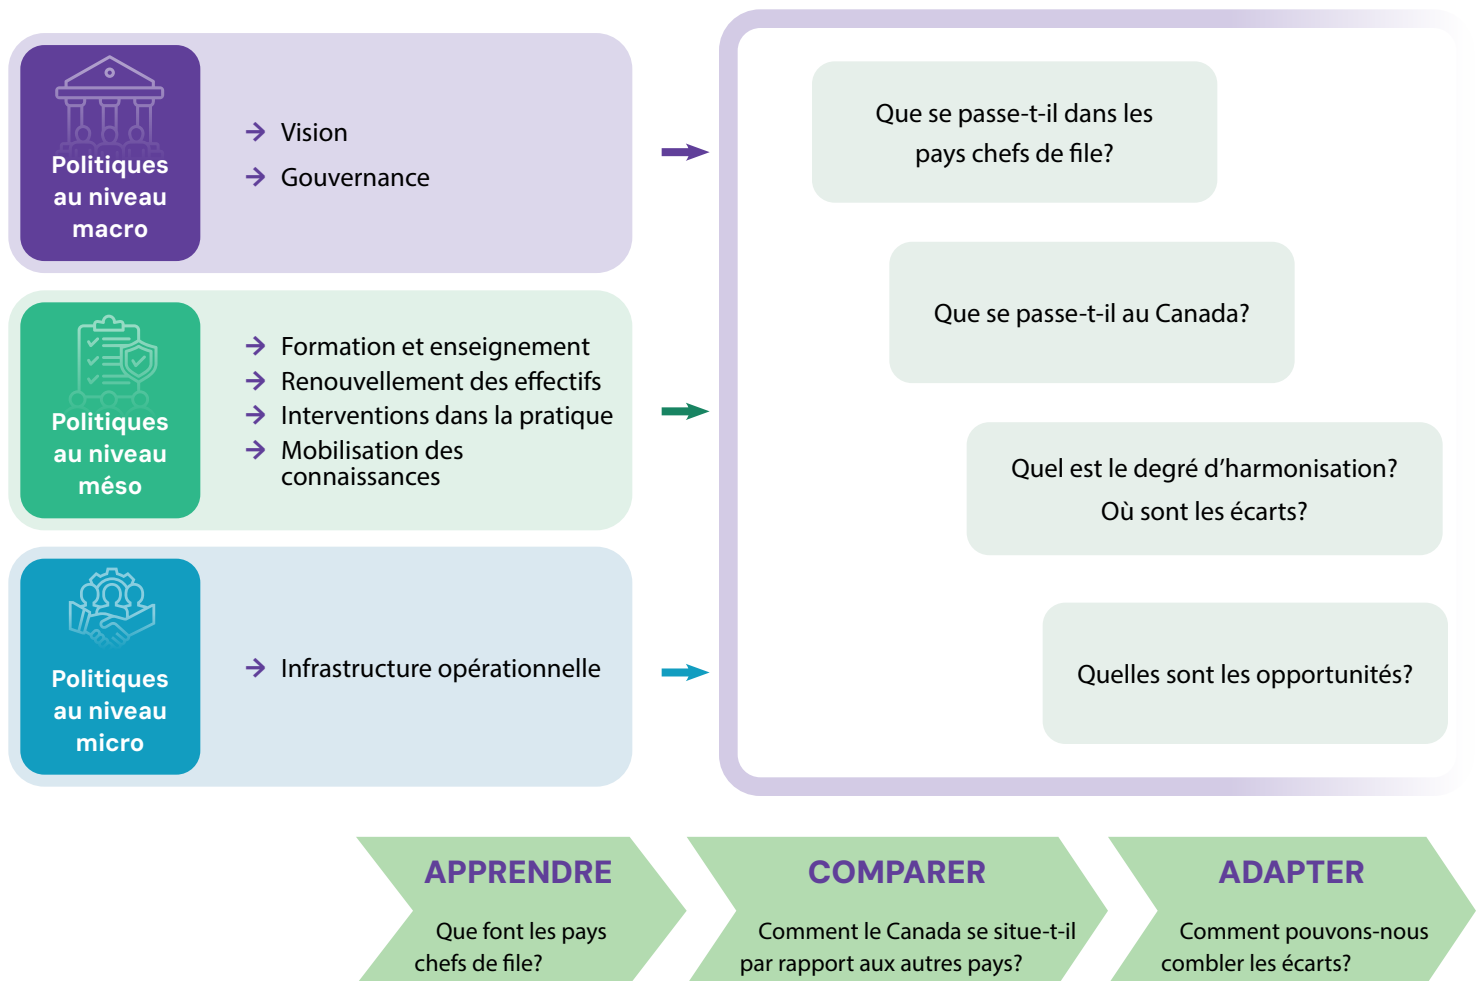 Politiques
au niveau
macro
Vision
Gouvernance
Politiques
au niveau
méso
Formation et enseignement
Renouvellement des effectifs
Interventions dans la pratique
Mobilisation des
connaissances
Politiques
au niveau
micro
Infrastructure opérationnelle
Que se passe-t-il dans les
pays chefs de file?
Que se passe-t-il au Canada?
Quel est le degré d’harmonisation?
Où sont les écarts?
Quelles sont les opportunités?
APPRENDRE
Que font les pays
chefs de file?
COMPARER
Comment le Canada se situe-t-il
par rapport aux autres pays?
ADAPTER
Comment pouvons-nous
combler les écarts?